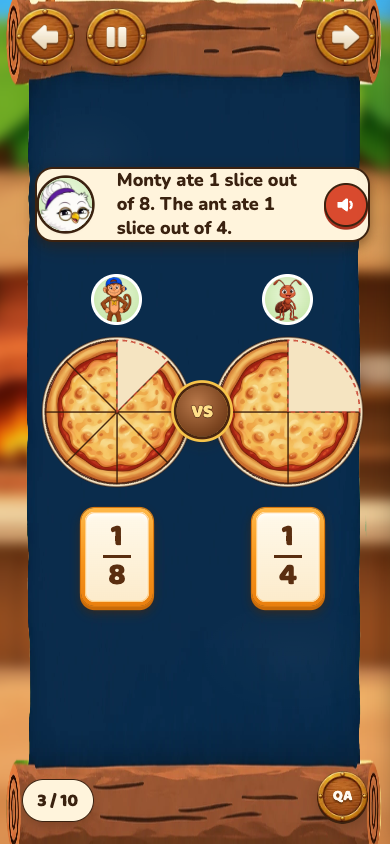 Monty ate 1 slice out
of 8. The ant ate 1
slice out of 4.
VS
1
8
1
4
3 / 10
QA